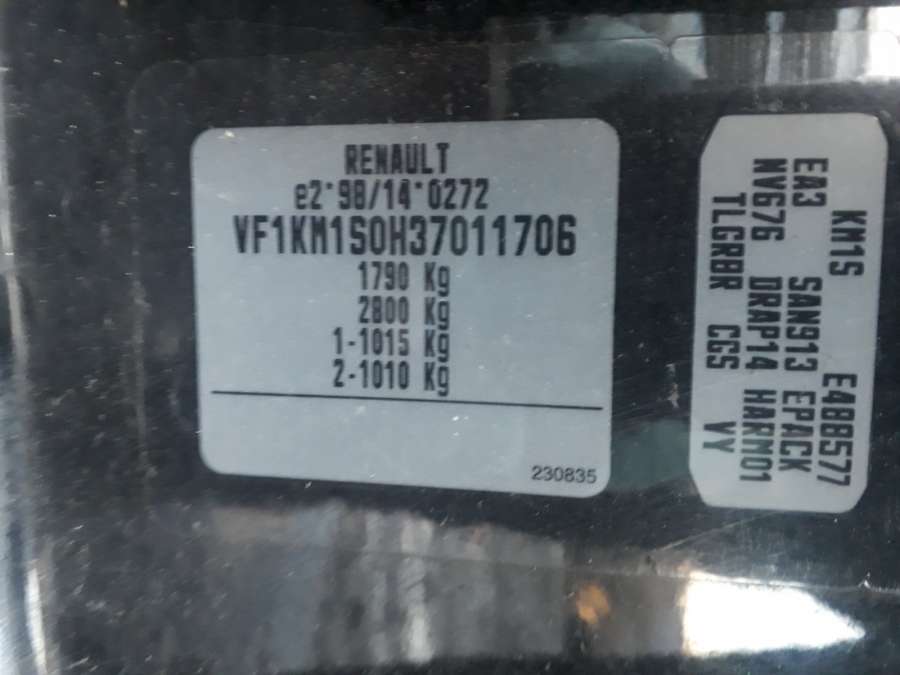 RENAULT
e2*98/14*0272
VF1KM1S0H37011706
1790 Kg
2800 Kg
1-1015 Kg
2-1010 Kg
230835
KM1S E4BB577
EA3 SAN913 EPACK
NV676 DRAP14 HARM01
TLGRBR CGS VY